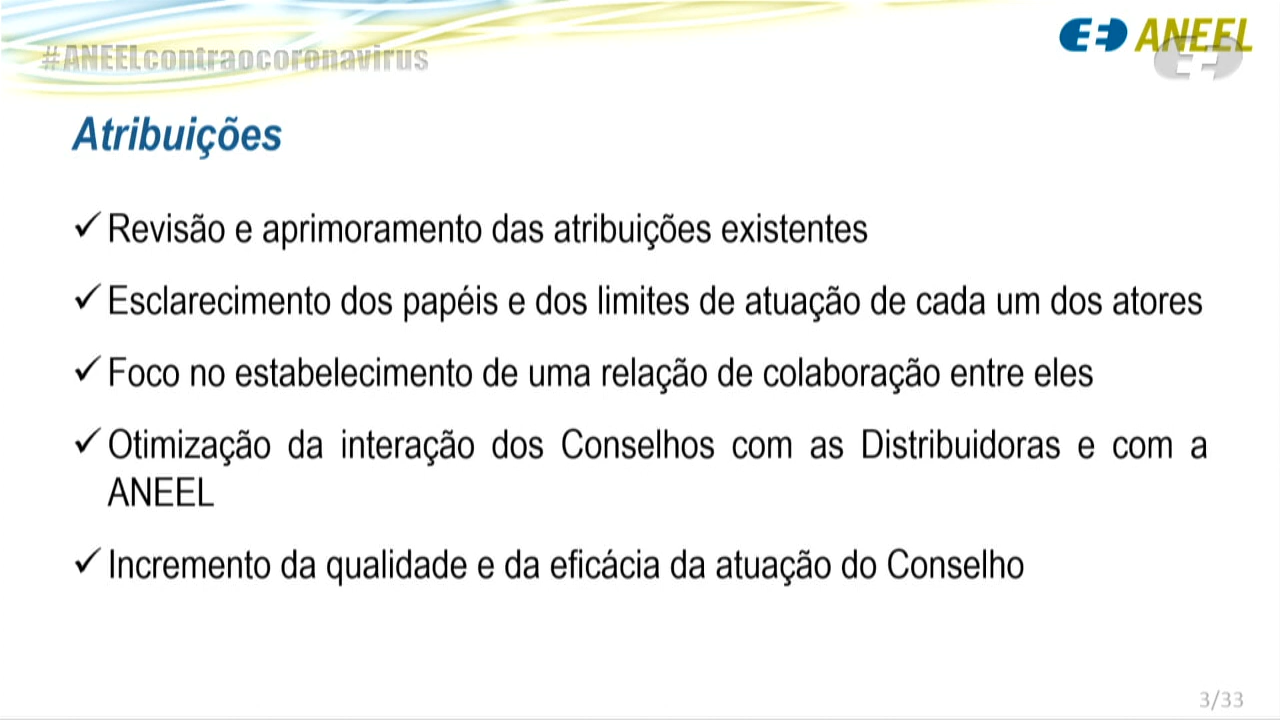 #ANEELcontraocoronavirus
ANEEL
Atribuições
✓ Revisão e aprimoramento das atribuições existentes
✓ Esclarecimento dos papéis e dos limites de atuação de cada um dos atores
✓ Foco no estabelecimento de uma relação de colaboração entre eles
✓ Otimização da interação dos Conselhos com as Distribuidoras e com a
ANEEL
✓ Incremento da qualidade e da eficácia da atuação do Conselho
3/33